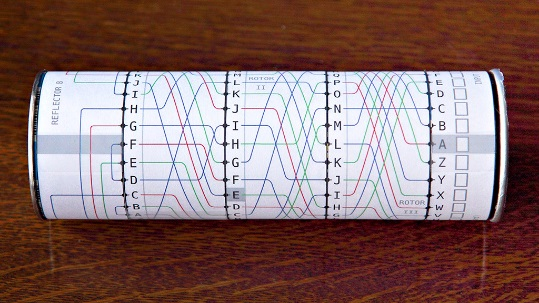 REFLECTOR B
ROTOR
II
J L P E
I K O D
H J N C
G I M B
F H L A
E G K Z
D F J Y
C E I X
B D H W
ROTOR
III